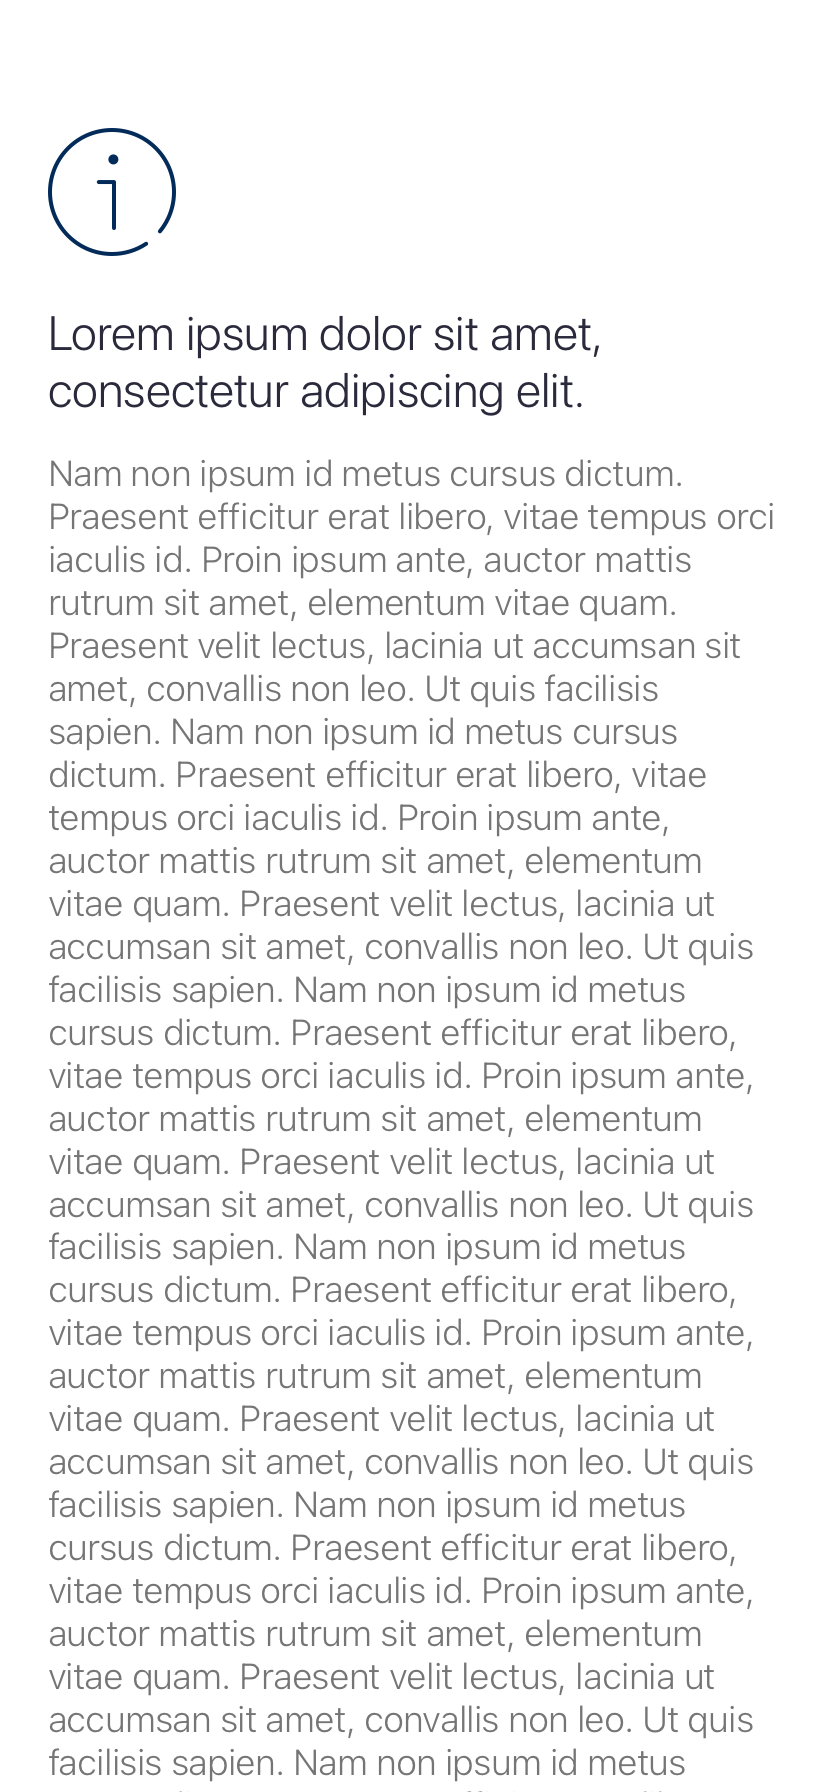 Lorem ipsum dolor sit amet,
consectetur adipiscing elit.
Nam non ipsum id metus cursus dictum.
Praesent efficitur erat libero, vitae tempus orci
iaculis id. Proin ipsum ante, auctor mattis
rutrum sit amet, elementum vitae quam.
Praesent velit lectus, lacinia ut accumsan sit
amet, convallis non leo. Ut quis facilisis
sapien. Nam non ipsum id metus cursus
dictum. Praesent efficitur erat libero, vitae
tempus orci iaculis id. Proin ipsum ante,
auctor mattis rutrum sit amet, elementum
vitae quam. Praesent velit lectus, lacinia ut
accumsan sit amet, convallis non leo. Ut quis
facilisis sapien. Nam non ipsum id metus
cursus dictum. Praesent efficitur erat libero,
vitae tempus orci iaculis id. Proin ipsum ante,
auctor mattis rutrum sit amet, elementum
vitae quam. Praesent velit lectus, lacinia ut
accumsan sit amet, convallis non leo. Ut quis
facilisis sapien. Nam non ipsum id metus
cursus dictum. Praesent efficitur erat libero,
vitae tempus orci iaculis id. Proin ipsum ante,
auctor mattis rutrum sit amet, elementum
vitae quam. Praesent velit lectus, lacinia ut
accumsan sit amet, convallis non leo. Ut quis
facilisis sapien. Nam non ipsum id metus
cursus dictum. Praesent efficitur erat libero,
vitae tempus orci iaculis id. Proin ipsum ante,
auctor mattis rutrum sit amet, elementum
vitae quam. Praesent velit lectus, lacinia ut
accumsan sit amet, convallis non leo. Ut quis
facilisis sapien. Nam non ipsum id metus